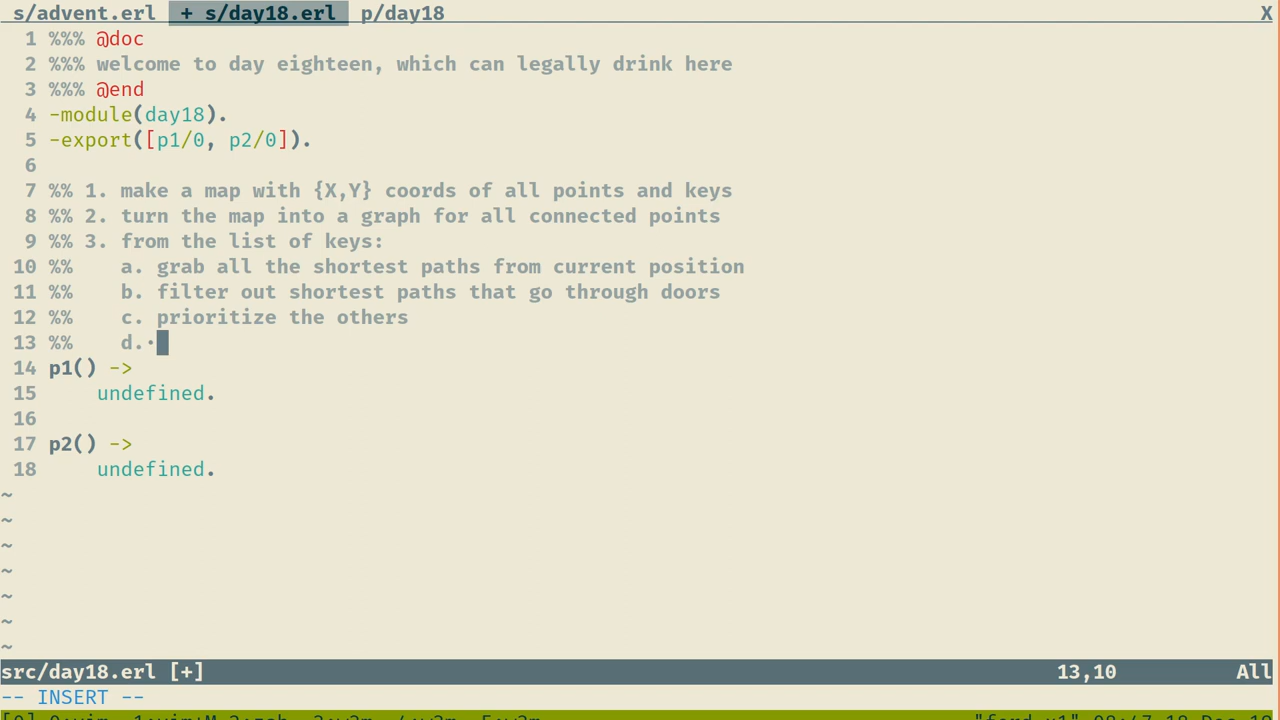 s/advent.erl  + s/day18.erl  p/day18 X
1 %%% @doc
2 %%% welcome to day eighteen, which can legally drink here
3 %%% @end
4 -module(day18).
5 -export([p1/0, p2/0]).
6
7 %% 1. make a map with {X,Y} coords of all points and keys
8 %% 2. turn the map into a graph for all connected points
9 %% 3. from the list of keys:
10 %%    a. grab all the shortest paths from current position
11 %%    b. filter out shortest paths that go through doors
12 %%    c. prioritize the others
13 %%    d.·
14 p1() ->
15     undefined.
16
17 p2() ->
18     undefined.
~
~
~
~
~
~
~
src/day18.erl [+] 13,10 All
-- INSERT --